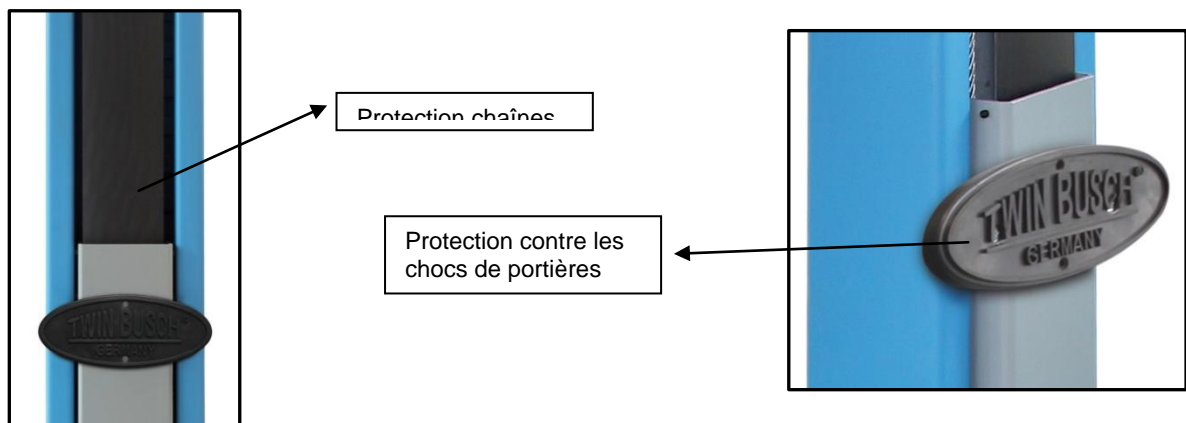 Protection chaînes
Protection contre les
chocs de portières
TWIN BUSCH®
GERMANY
TWIN BUSCH®
GERMANY